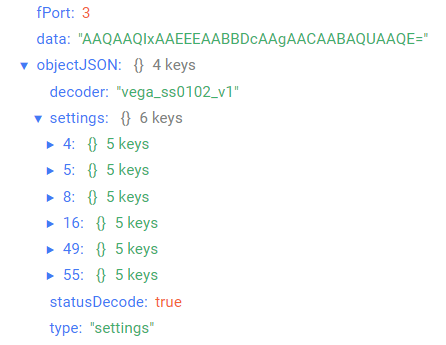 fPort: 3
data: "AAQAAQIxAAEEEAABBDcAAgAACAABAQUAAQE="
▼ objectJSON: {} 4 keys
decoder: "vega_ss0102_v1"
▼ settings: {} 6 keys
▶ 4: {} 5 keys
▶ 5: {} 5 keys
▶ 8: {} 5 keys
▶ 16: {} 5 keys
▶ 49: {} 5 keys
▶ 55: {} 5 keys
statusDecode: true
type: "settings"